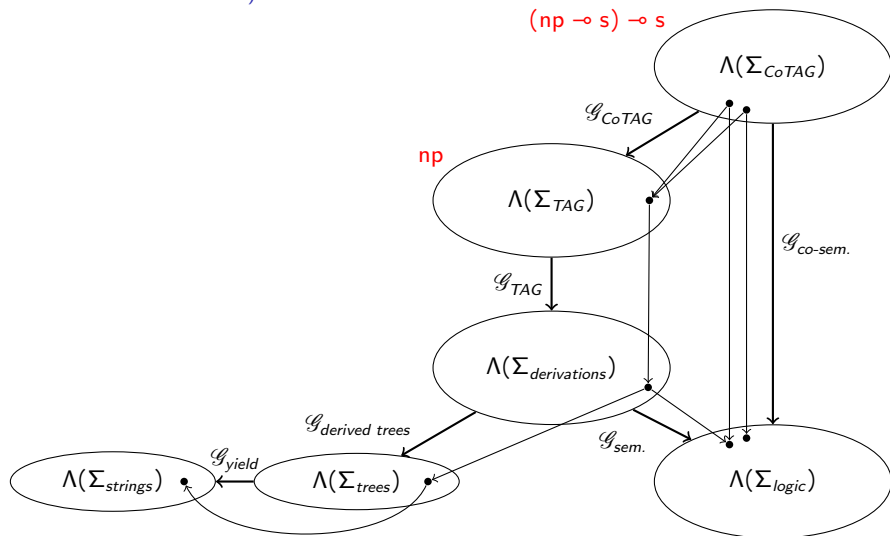 (np ⊸ s) ⊸ s
Λ(Σ_CoTAG)
𝒢_CoTAG
np
Λ(Σ_TAG)
𝒢_co-sem.
𝒢_TAG
Λ(Σ_derivations)
𝒢_derived trees
𝒢_sem.
𝒢_yield
Λ(Σ_strings)
Λ(Σ_trees)
Λ(Σ_logic)